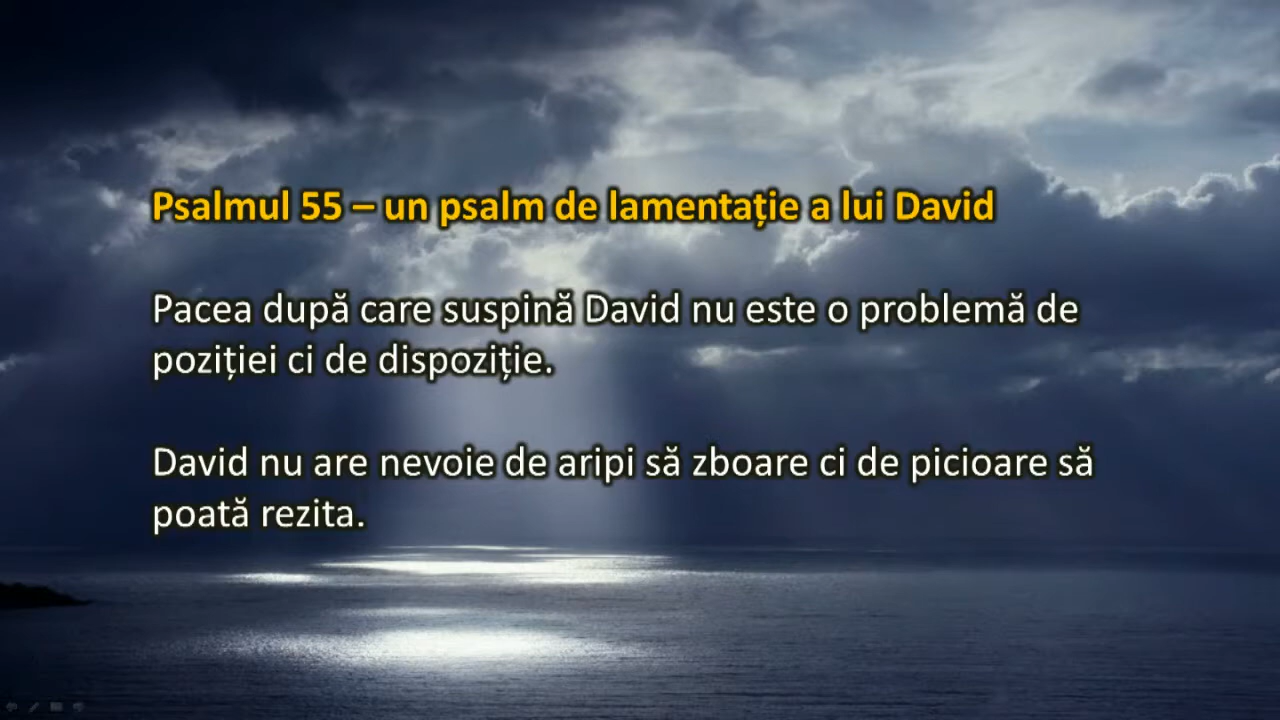 Psalmul 55 – un psalm de lamentație a lui David
Pacea după care suspină David nu este o problemă de
poziției ci de dispoziție.
David nu are nevoie de aripi să zboare ci de picioare să
poată rezita.